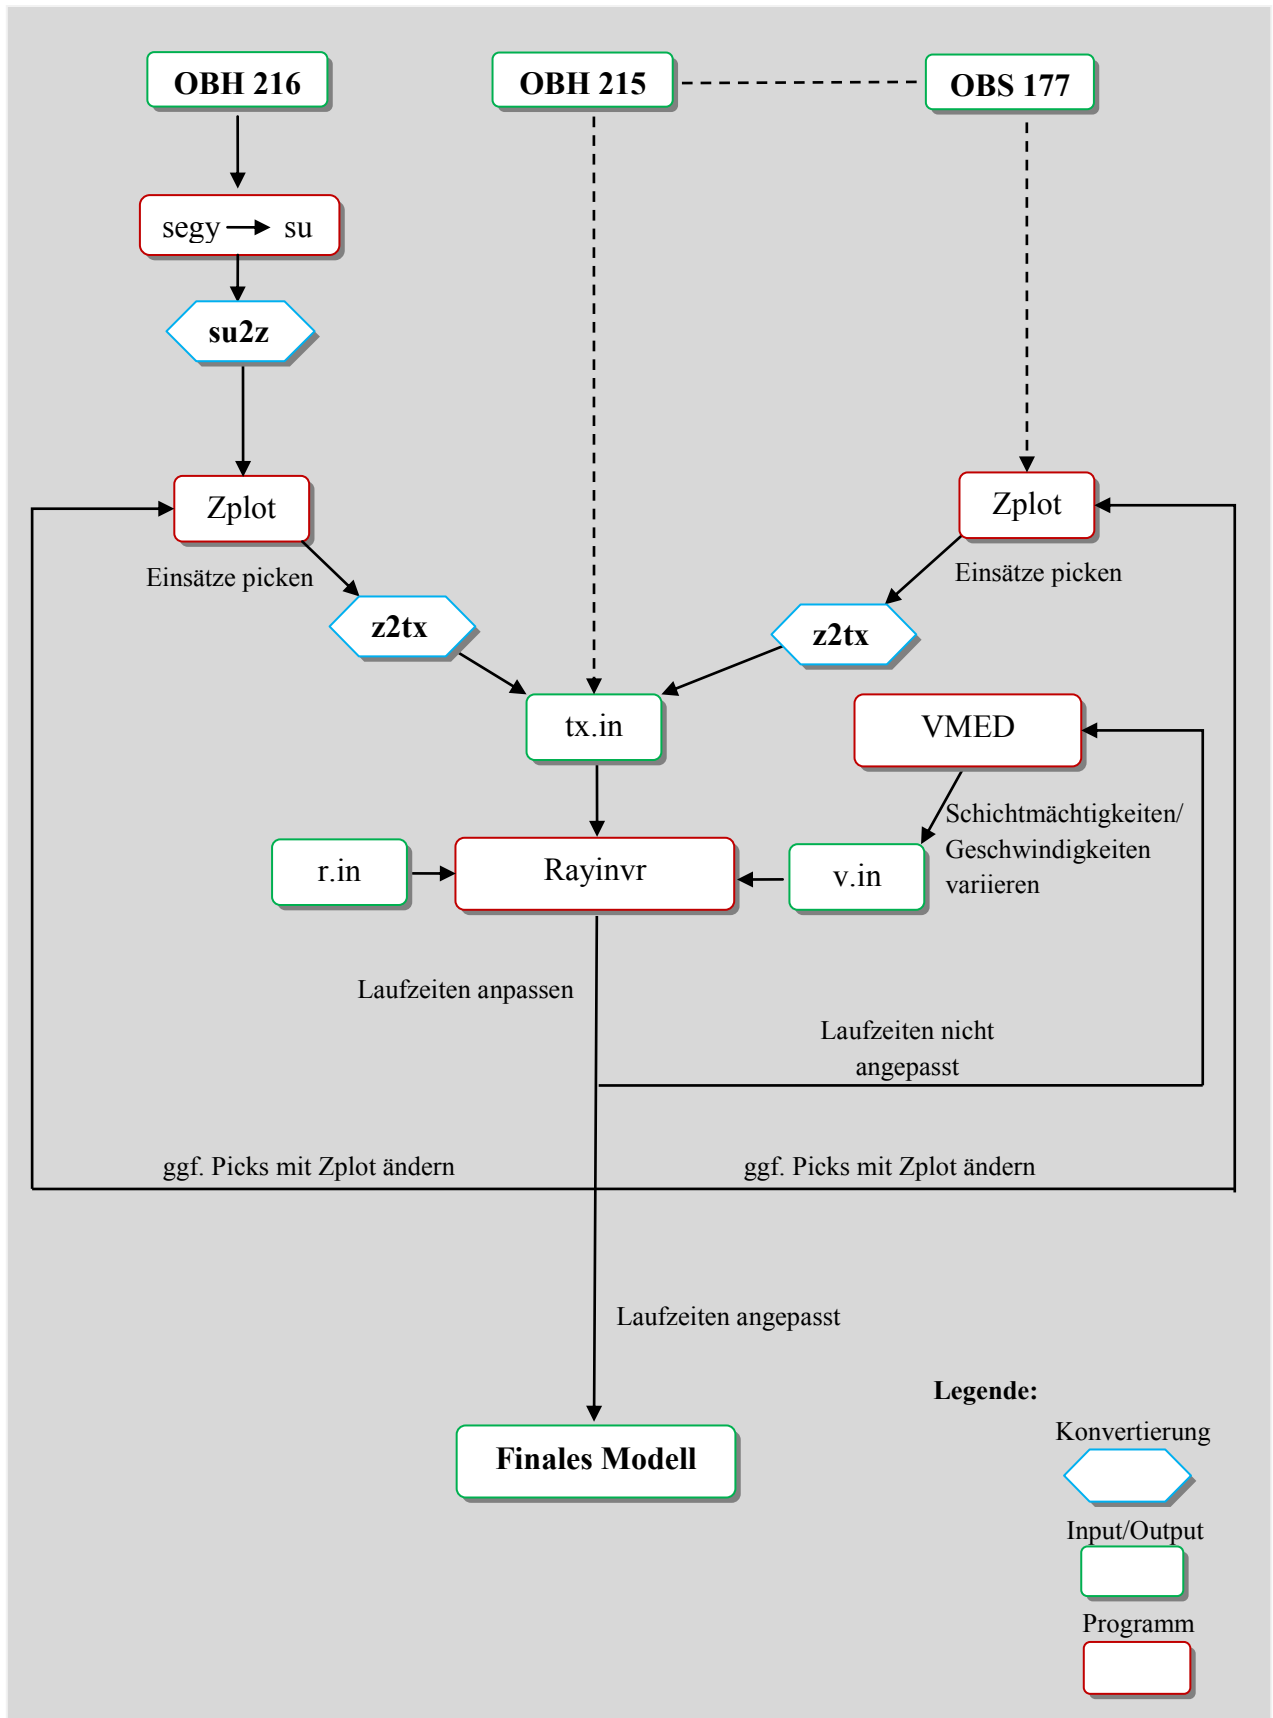 OBH 216
OBH 215
OBS 177
segy su
su2z
Zplot
Zplot
Einsätze picken
Einsätze picken
z2tx
z2tx
tx.in
VMED
Schichtmächtigkeiten/
Geschwindigkeiten
variieren
r.in
Rayinvr
v.in
Laufzeiten anpassen
Laufzeiten nicht
angepasst
ggf. Picks mit Zplot ändern
ggf. Picks mit Zplot ändern
Laufzeiten angepasst
Finales Modell
Legende:
Konvertierung
Input/Output
Programm